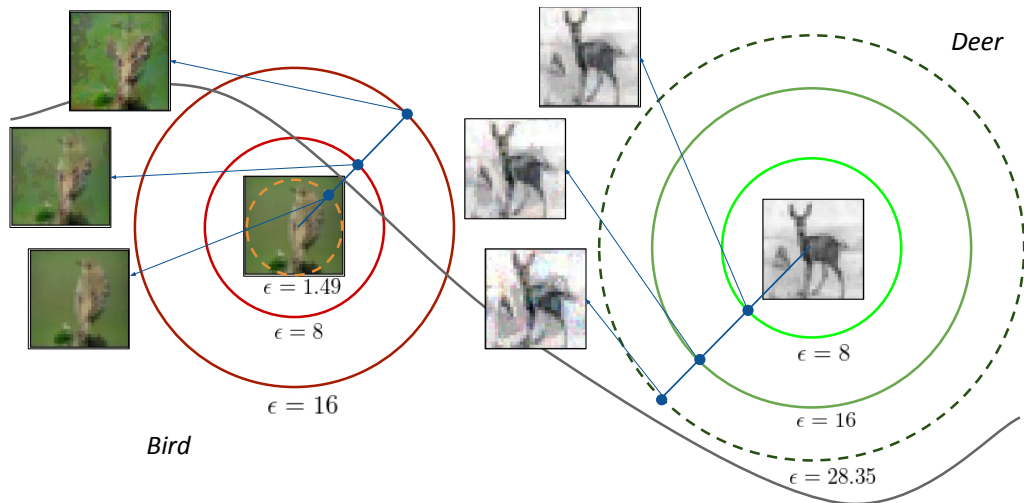 Deer
ϵ = 1.49
ϵ = 8
ϵ = 16
Bird
ϵ = 8
ϵ = 16
ϵ = 28.35